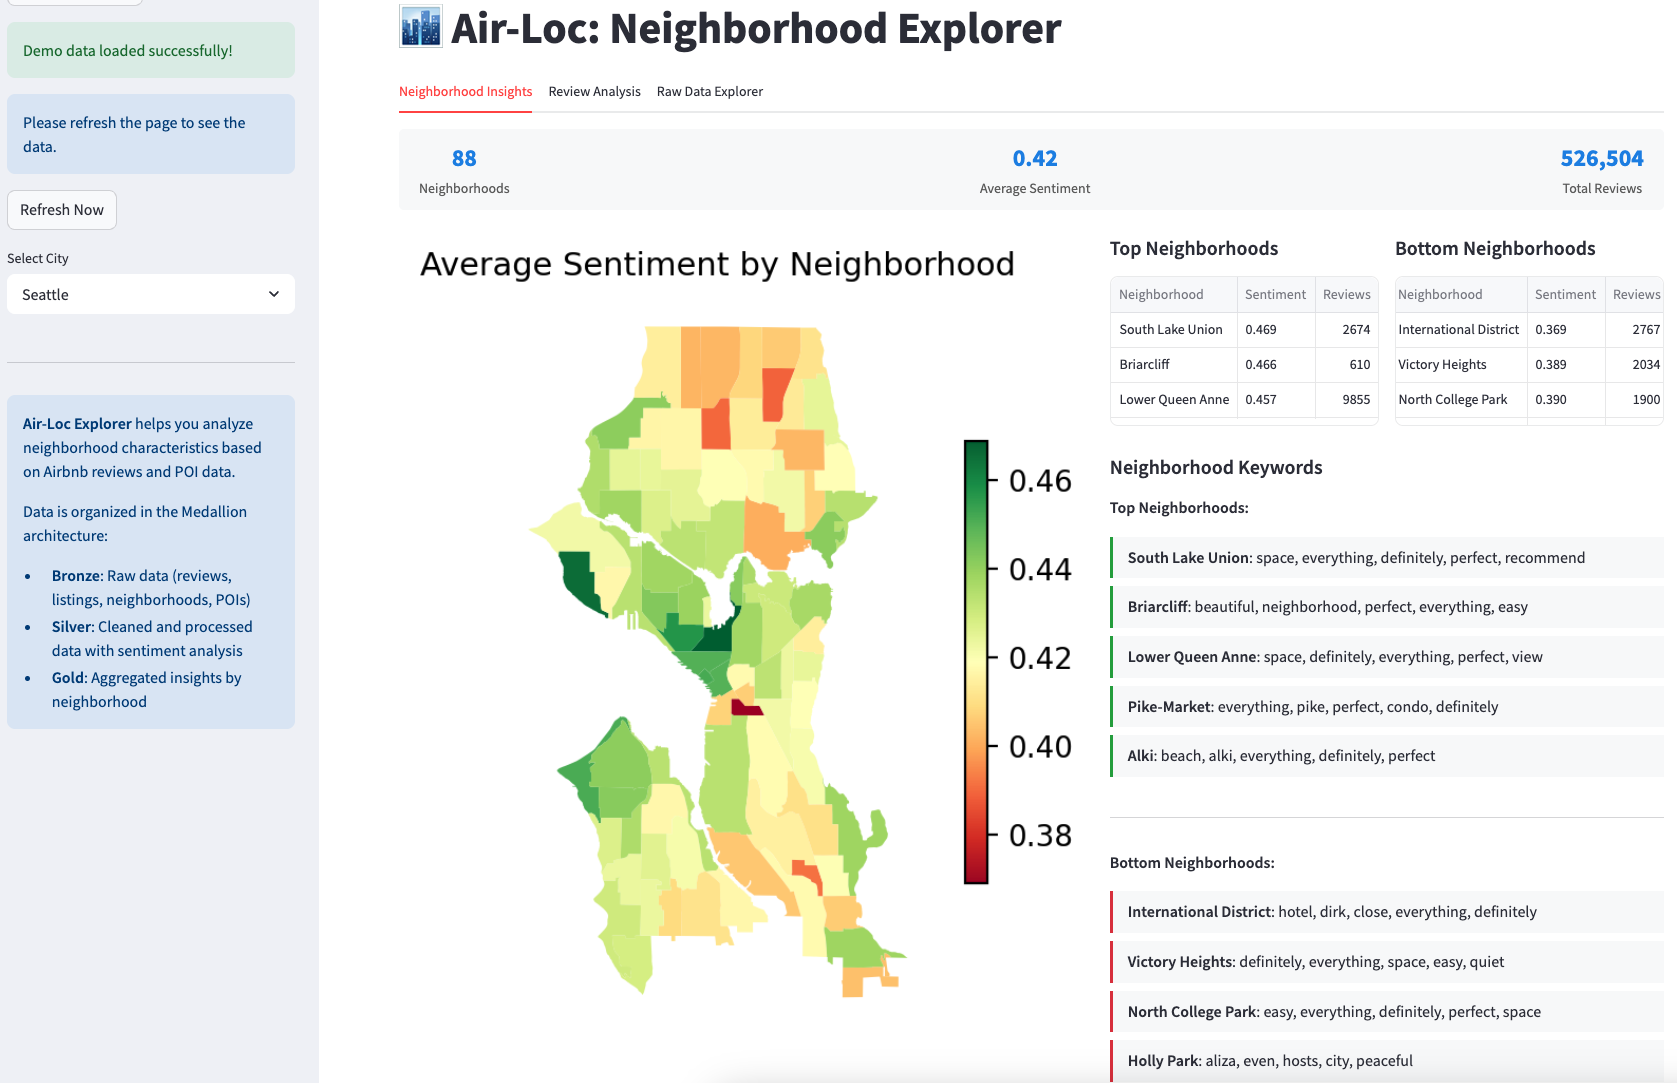 Demo data loaded successfully!
Please refresh the page to see the
data.
Refresh Now
Select City
Seattle
Air-Loc Explorer helps you analyze
neighborhood characteristics based
on Airbnb reviews and POI data.
Data is organized in the Medallion
architecture:
• Bronze: Raw data (reviews,
listings, neighborhoods, POIs)
• Silver: Cleaned and processed
data with sentiment analysis
• Gold: Aggregated insights by
neighborhood
Air-Loc: Neighborhood Explorer
Neighborhood Insights Review Analysis Raw Data Explorer
88 0.42 526,504
Neighborhoods Average Sentiment Total Reviews
Average Sentiment by Neighborhood
0.46
0.44
0.42
0.40
0.38
Top Neighborhoods
Neighborhood Sentiment Reviews
South Lake Union 0.469 2674
Briarcliff 0.466 610
Lower Queen Anne 0.457 9855
Bottom Neighborhoods
Neighborhood Sentiment Reviews
International District 0.369 2767
Victory Heights 0.389 2034
North College Park 0.390 1900
Neighborhood Keywords
Top Neighborhoods:
South Lake Union: space, everything, definitely, perfect, recommend
Briarcliff: beautiful, neighborhood, perfect, everything, easy
Lower Queen Anne: space, definitely, everything, perfect, view
Pike-Market: everything, pike, perfect, condo, definitely
Alki: beach, alki, everything, definitely, perfect
Bottom Neighborhoods:
International District: hotel, dirk, close, everything, definitely
Victory Heights: definitely, everything, space, easy, quiet
North College Park: easy, everything, definitely, perfect, space
Holly Park: aliza, even, hosts, city, peaceful